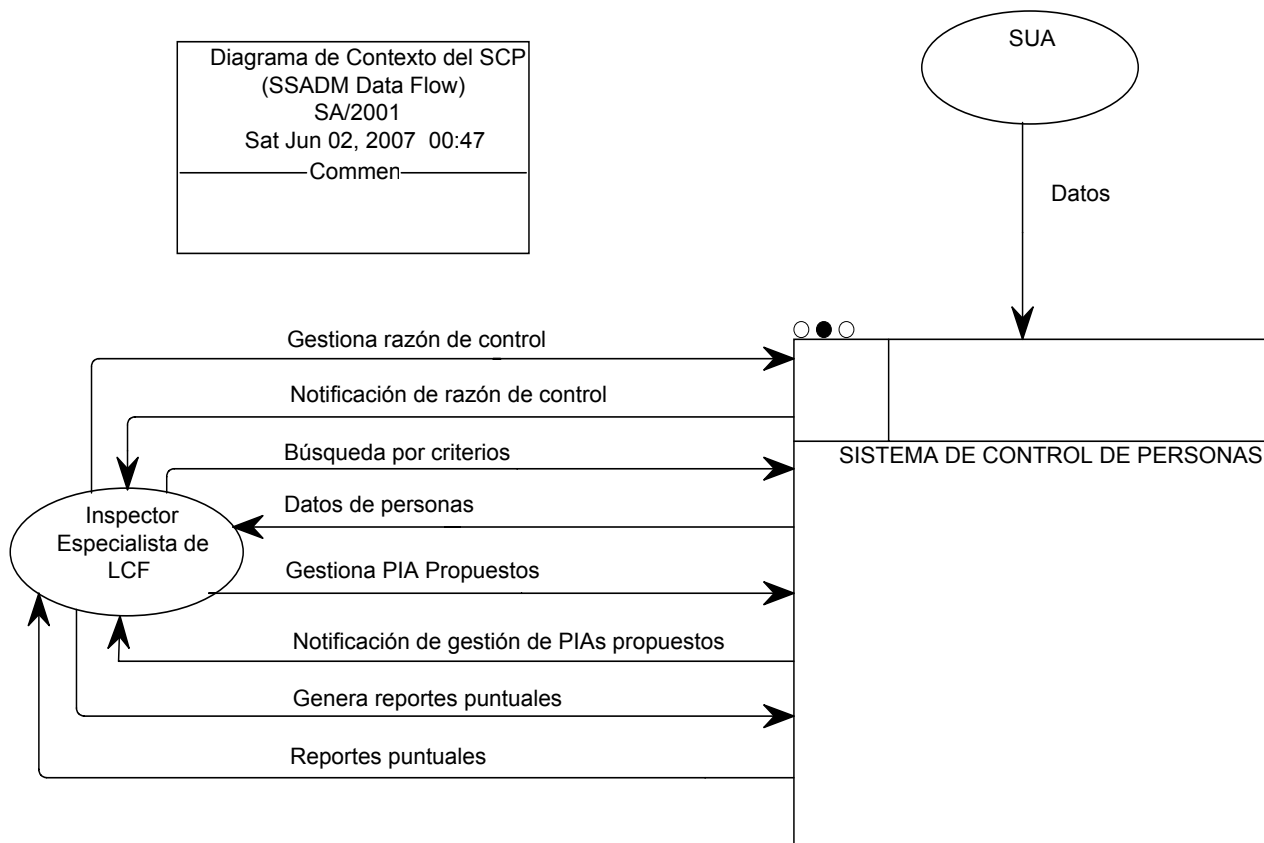 Diagrama de Contexto del SCP
(SSADM Data Flow)
SA/2001
Sat Jun 02, 2007 00:47
Commen
SUA
Datos
Gestiona razón de control
Notificación de razón de control
Búsqueda por criterios
SISTEMA DE CONTROL DE PERSONAS
Datos de personas
Inspector
Especialista de
LCF
Gestiona PIA Propuestos
Notificación de gestión de PIAs propuestos
Genera reportes puntuales
Reportes puntuales